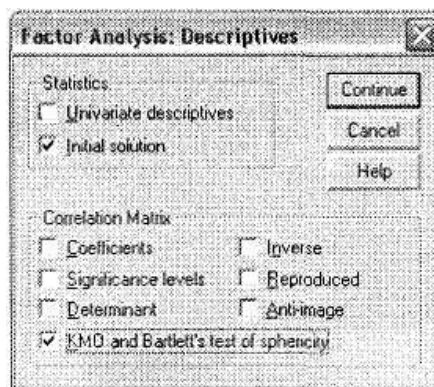 Factor Analysis: Descriptives
Statistics
Univariate descriptives
Initial solution
Continue
Cancel
Help
Correlation Matrix
Coefficients
Inverse
Significance levels
Reproduced
Determinant
Anti-image
KMO and Bartlett's test of sphericity